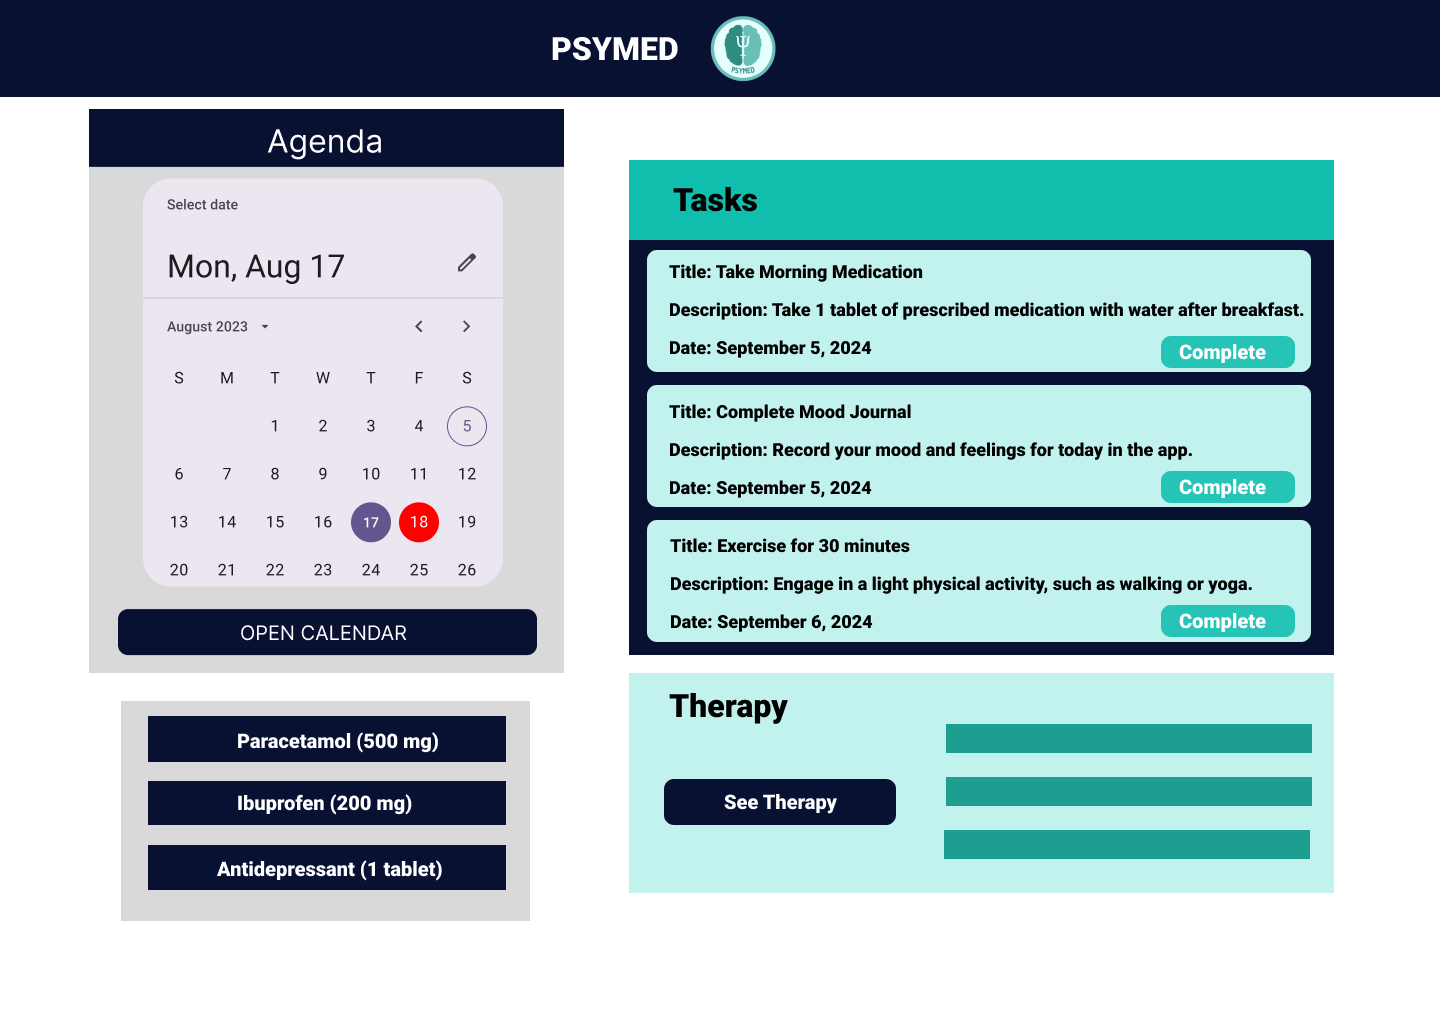 PSYMED
PSYMED
Agenda
Select date
Mon, Aug 17
August 2023
S M T W T F S
1 2 3 4 5
6 7 8 9 10 11 12
13 14 15 16 17 18 19
20 21 22 23 24 25 26
OPEN CALENDAR
Paracetamol (500 mg)
Ibuprofen (200 mg)
Antidepressant (1 tablet)
Tasks
Title: Take Morning Medication
Description: Take 1 tablet of prescribed medication with water after breakfast.
Date: September 5, 2024
Complete
Title: Complete Mood Journal
Description: Record your mood and feelings for today in the app.
Date: September 5, 2024
Complete
Title: Exercise for 30 minutes
Description: Engage in a light physical activity, such as walking or yoga.
Date: September 6, 2024
Complete
Therapy
See Therapy